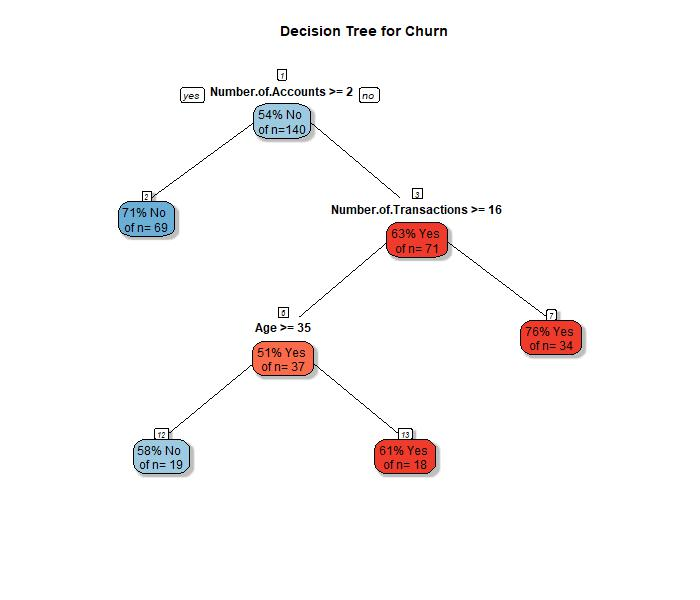 Decision Tree for Churn
1
yes Number.of.Accounts >= 2 no
54% No
of n=140
2
71% No
of n= 69
3
Number.of.Transactions >= 16
63% Yes
of n= 71
6
Age >= 35
51% Yes
of n= 37
7
76% Yes
of n= 34
12
58% No
of n= 19
13
61% Yes
of n= 18